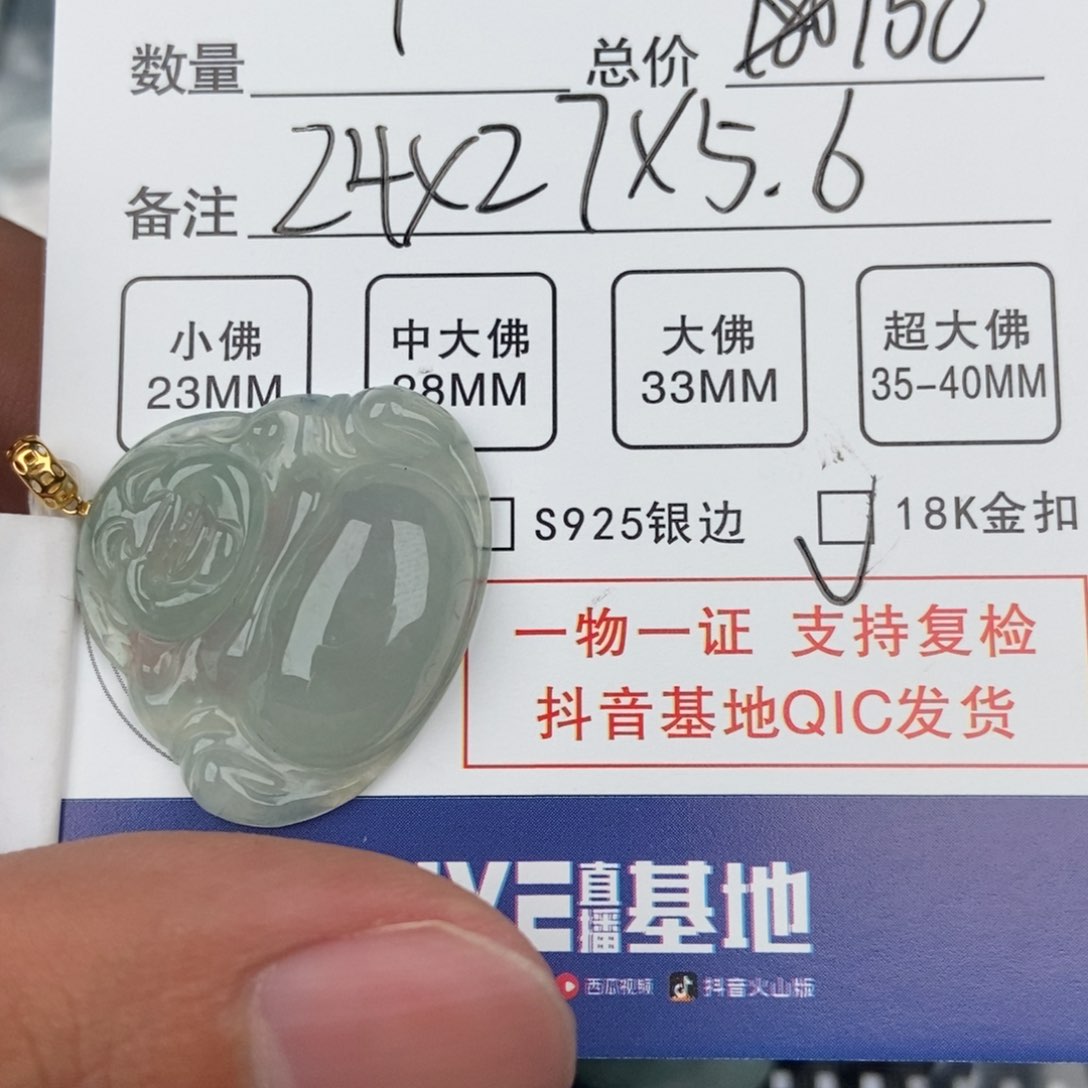 数量 1 总价 150
备注 24×27×5.6
小佛 中大佛 大佛 超大佛
23MM 28MM 33MM 35-40MM
S925银边 18K金扣
一物一证 支持复检
抖音基地QIC发货
直播基地
西瓜视频 抖音火山版